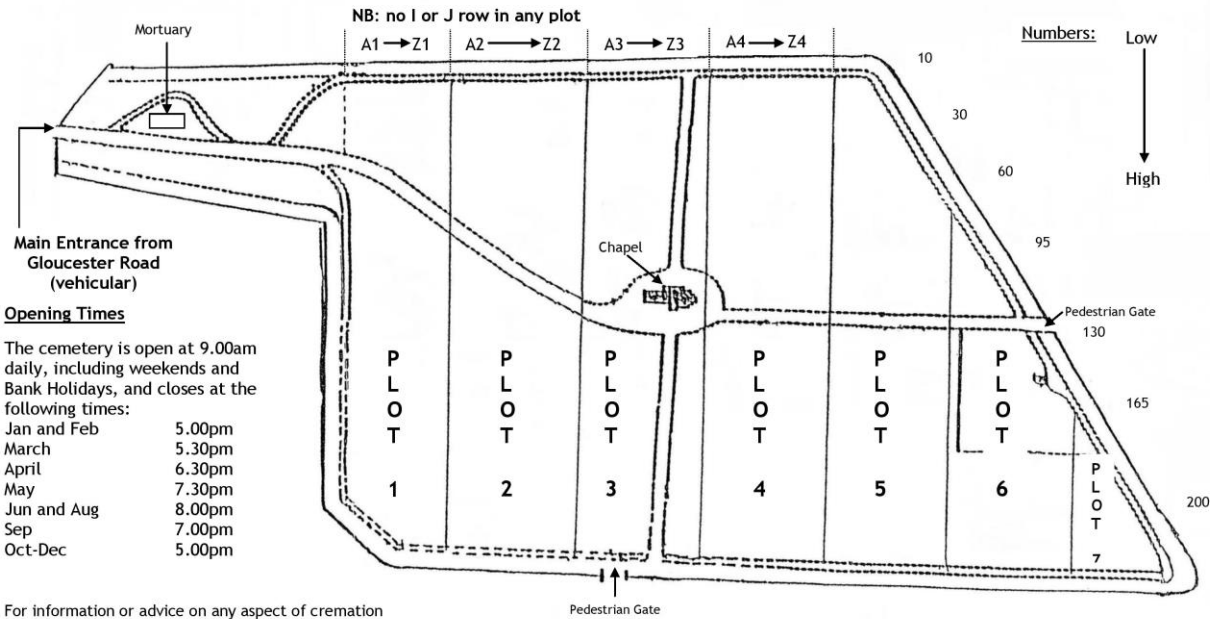 NB: no I or J row in any plot
Mortuary
A1 → Z1
A2 → Z2
A3 → Z3
A4 → Z4
Numbers:
Low
High
10
30
60
95
130
165
200
Main Entrance from
Gloucester Road
(vehicular)
Chapel
Pedestrian Gate
Opening Times
The cemetery is open at 9.00am
daily, including weekends and
Bank Holidays, and closes at the
following times:
Jan and Feb 5.00pm
March 5.30pm
April 6.30pm
May 7.30pm
Jun and Aug 8.00pm
Sep 7.00pm
Oct-Dec 5.00pm
PLOT 1
PLOT 2
PLOT 3
PLOT 4
PLOT 5
PLOT 6
PLOT 7
Pedestrian Gate
For information or advice on any aspect of cremation